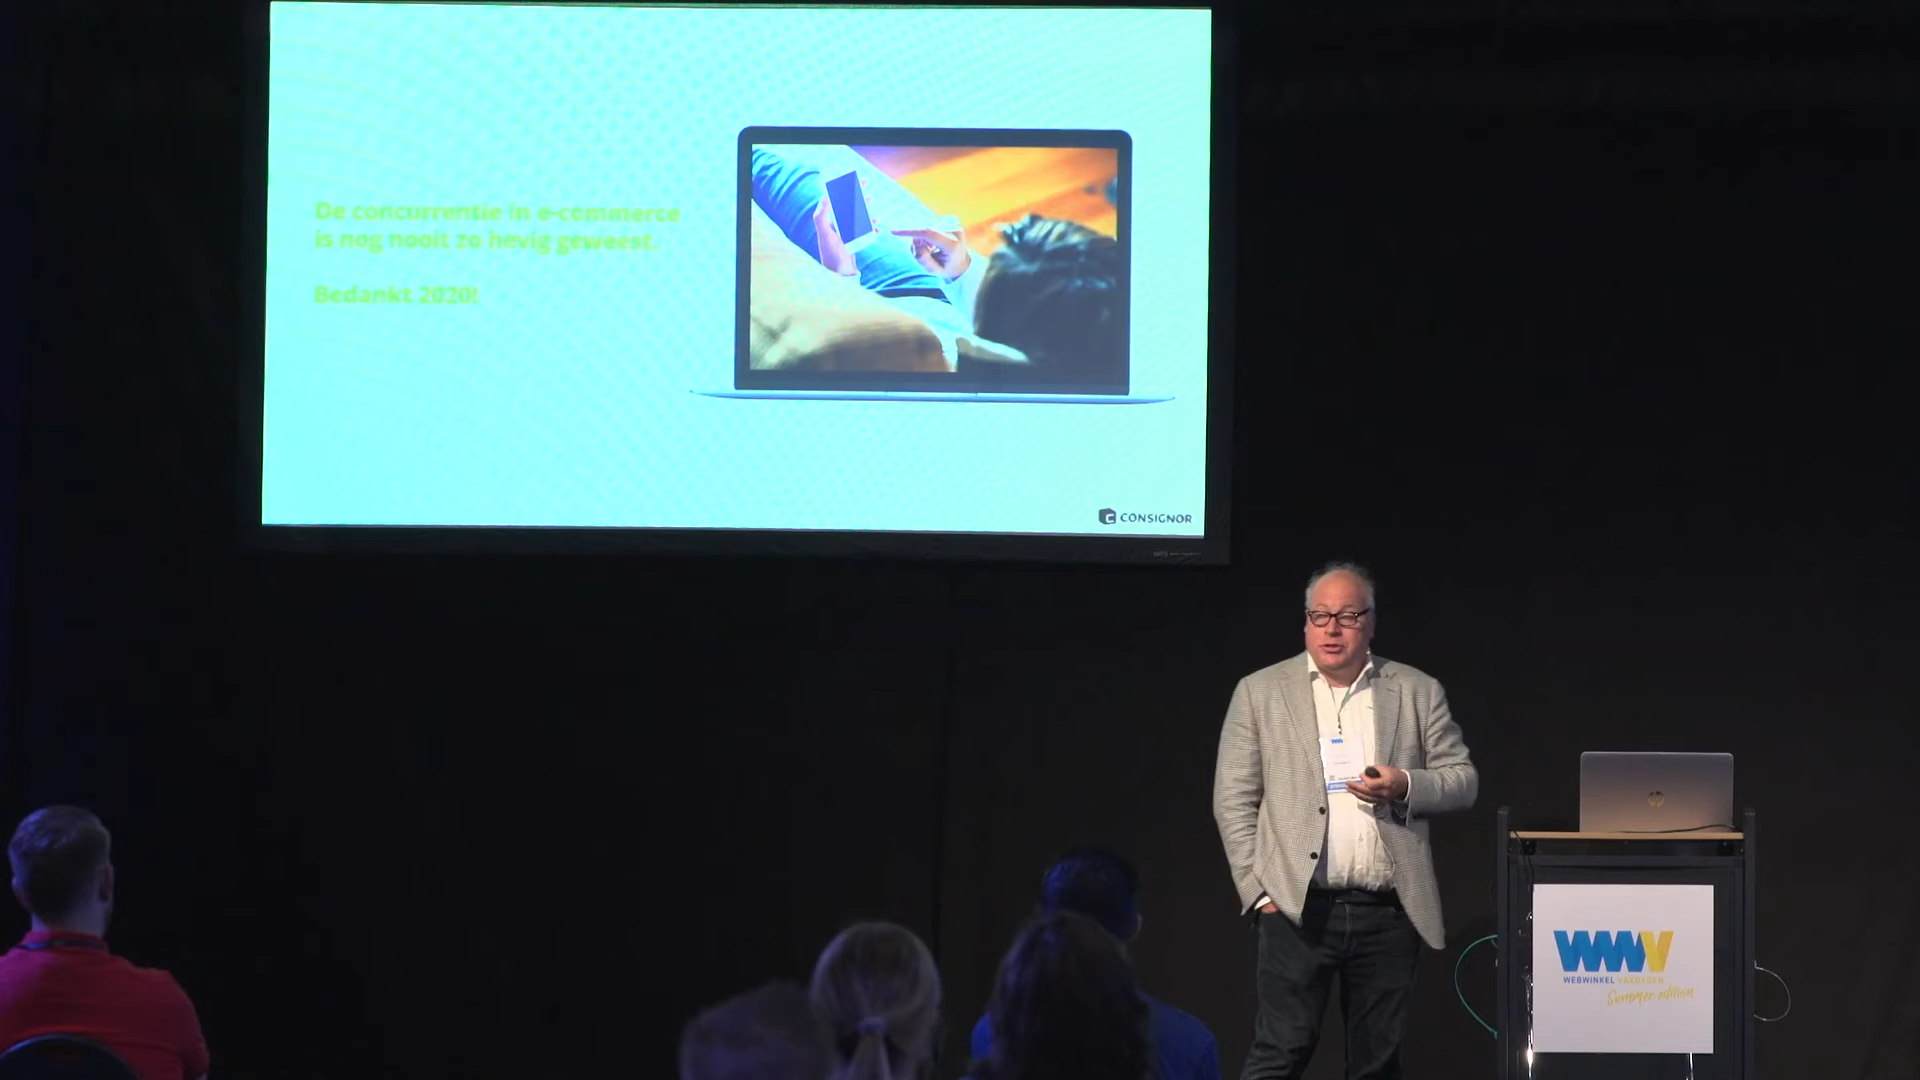 De concurrentie in e-commerce
is nog nooit zo hevig geweest.
Bedankt 2020!
CONSIGNOR
WWV
WEBWINKEL VAKDAGEN
Summer edition